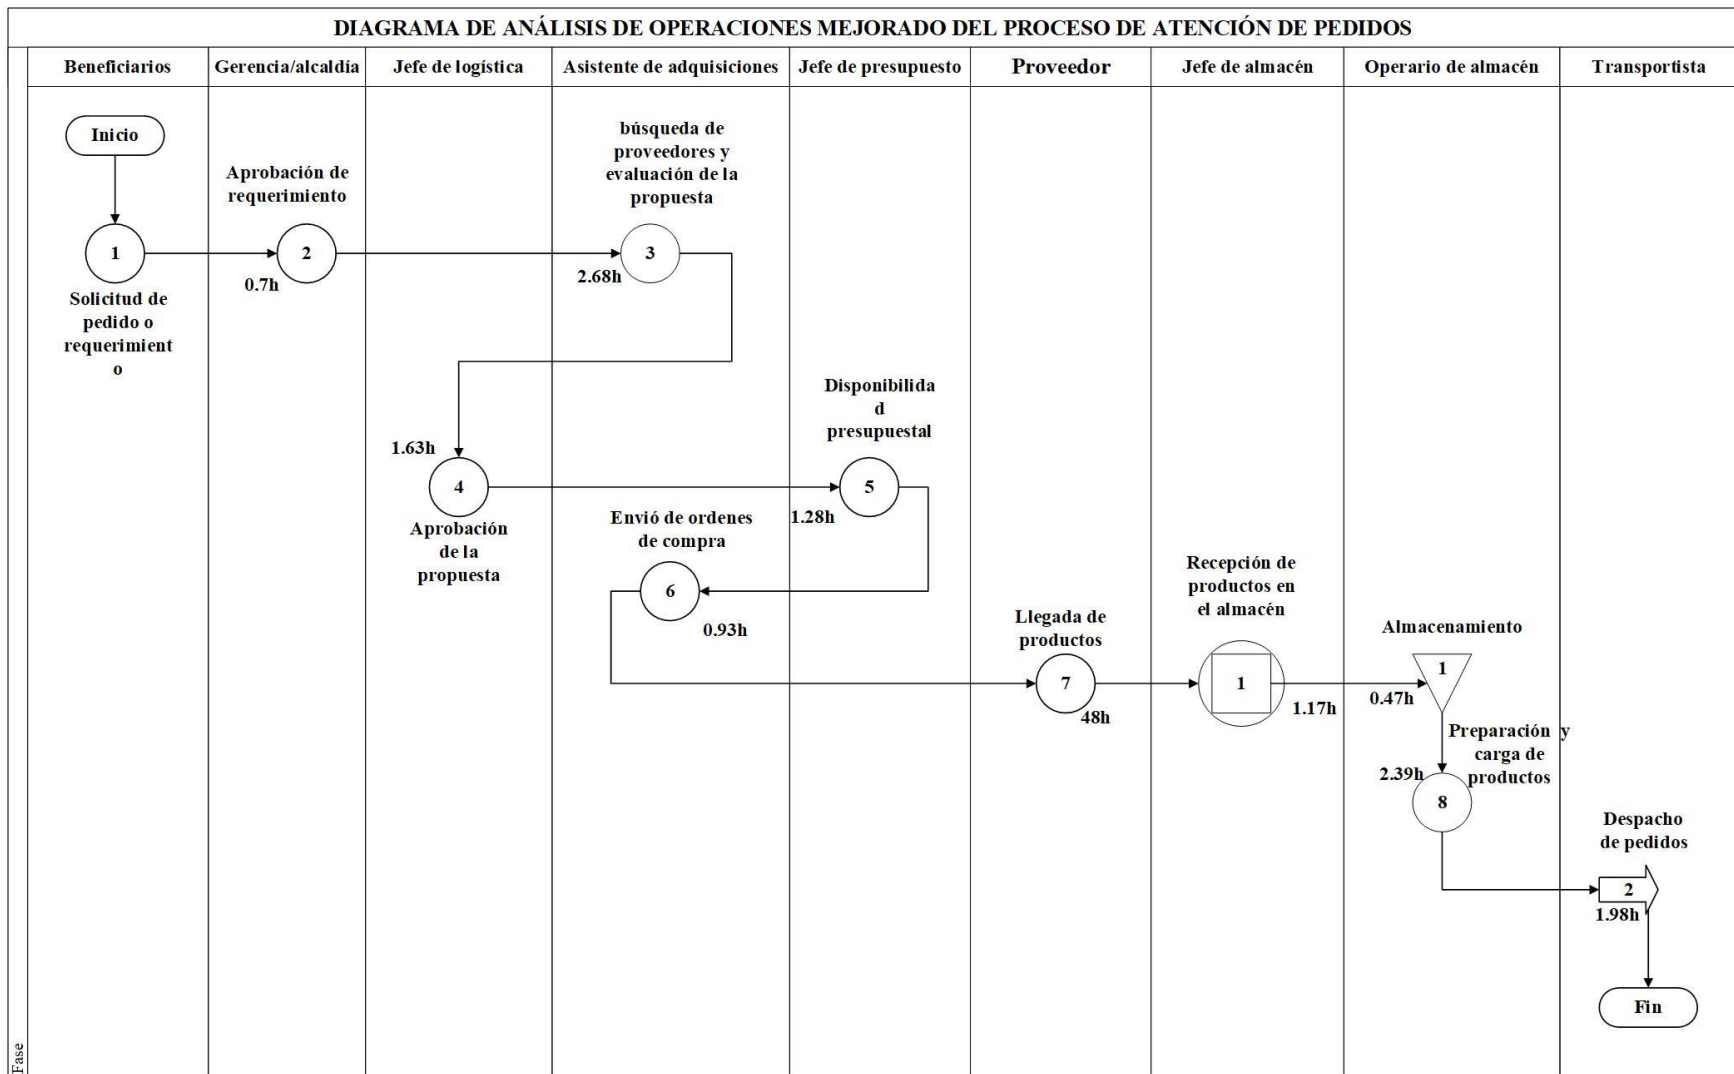 DIAGRAMA DE ANÁLISIS DE OPERACIONES MEJORADO DEL PROCESO DE ATENCIÓN DE PEDIDOS
Beneficiarios
Gerencia/alcaldía
Jefe de logística
Asistente de adquisiciones
Jefe de presupuesto
Proveedor
Jefe de almacén
Operario de almacén
Transportista
Inicio
1
Solicitud de
pedido o
requerimient
o
Aprobación de
requerimiento
2
0.7h
búsqueda de
proveedores y
evaluación de la
propuesta
3
2.68h
1.63h
4
Aprobación
de la
propuesta
Disponibilida
d
presupuestal
5
1.28h
Envió de ordenes
de compra
6
0.93h
Llegada de
productos
7
48h
Recepción de
productos en
el almacén
1
1.17h
Almacenamiento
1
0.47h
Preparación y
carga de
productos
2.39h
8
Despacho
de pedidos
2
1.98h
Fin
Fase